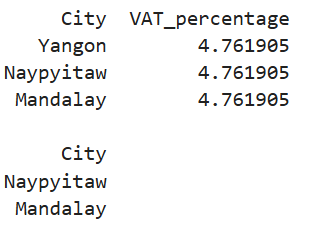 City VAT_percentage
Yangon 4.761905
Naypyitaw 4.761905
Mandalay 4.761905
City
Naypyitaw
Mandalay